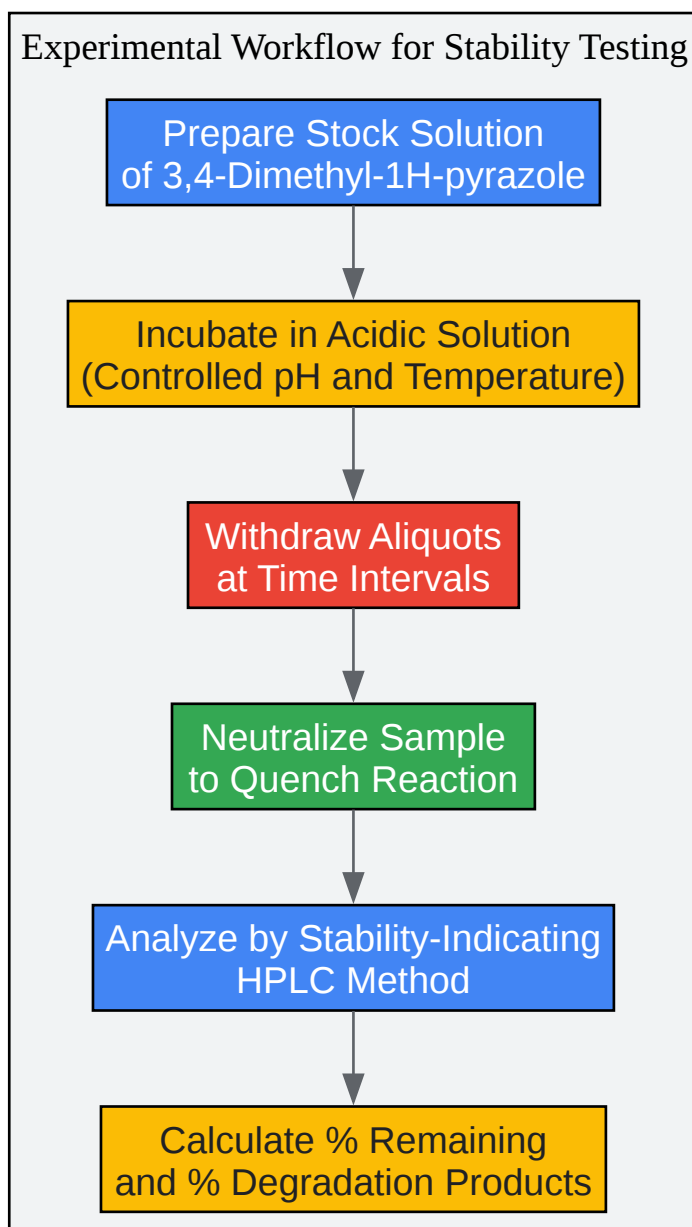 Experimental Workflow for Stability Testing
Prepare Stock Solution
of 3,4-Dimethyl-1H-pyrazole
Incubate in Acidic Solution
(Controlled pH and Temperature)
Withdraw Aliquots
at Time Intervals
Neutralize Sample
to Quench Reaction
Analyze by Stability-Indicating
HPLC Method
Calculate % Remaining
and % Degradation Products